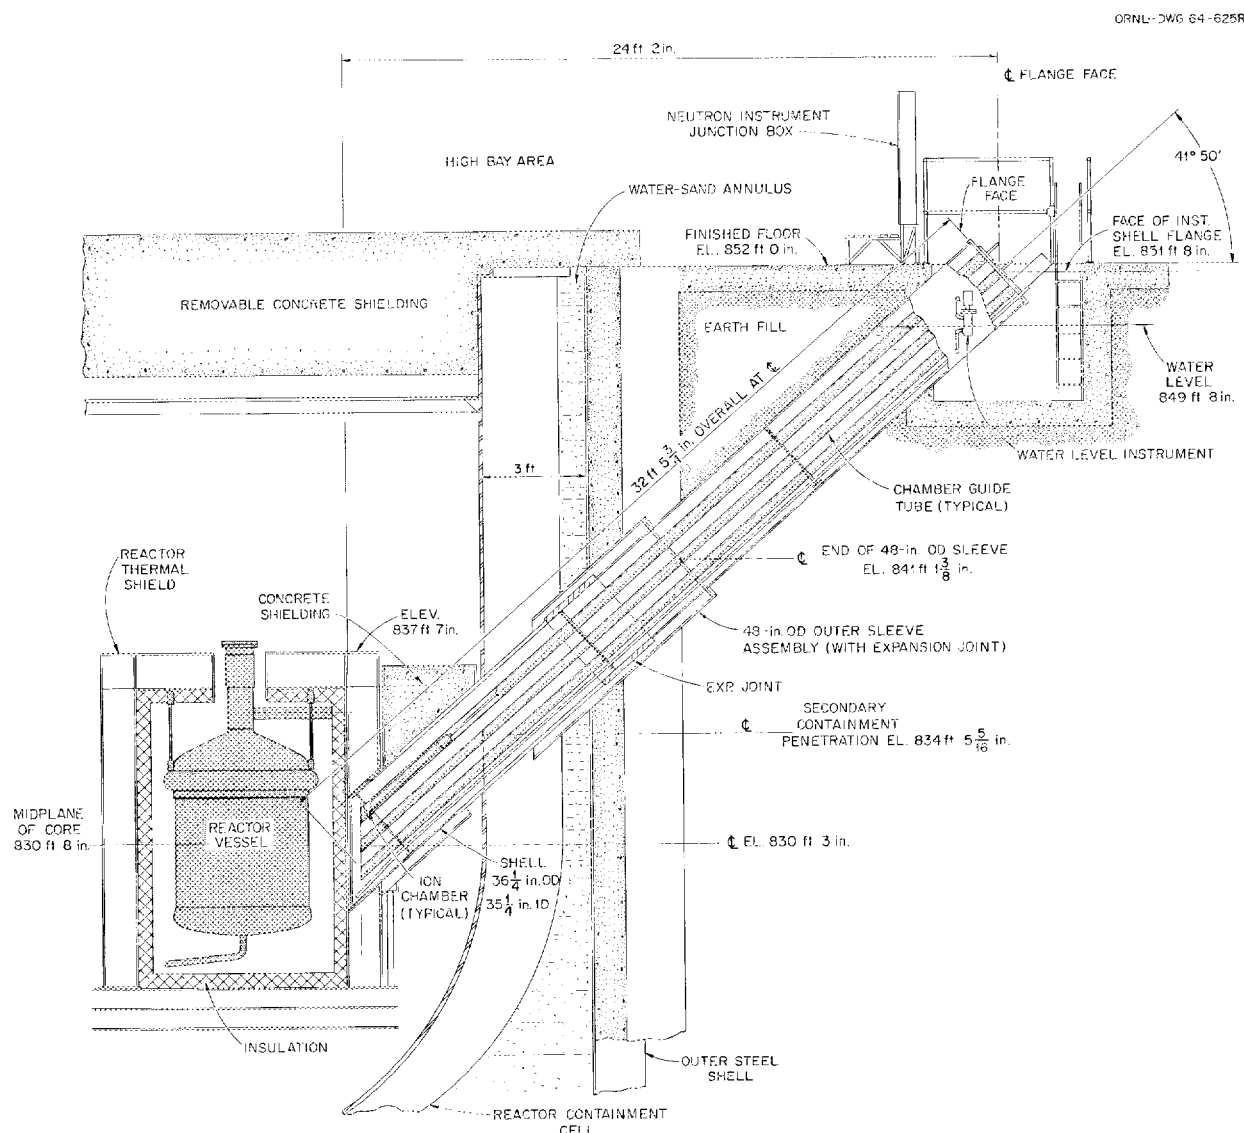 ORNL-DWG 64-625R
24 ft 2 in.
℄ FLANGE FACE
NEUTRON INSTRUMENT
JUNCTION BOX
41° 50'
HIGH BAY AREA
FLANGE
FACE
WATER-SAND ANNULUS
FACE OF INST.
SHELL FLANGE
EL. 851 ft 8 in.
FINISHED FLOOR
EL. 852 ft 0 in.
REMOVABLE CONCRETE SHIELDING
EARTH FILL
WATER
LEVEL
849 ft 8 in.
32 ft 5 3/4 in. OVERALL AT ℄
WATER LEVEL INSTRUMENT
3 ft
CHAMBER GUIDE
TUBE (TYPICAL)
REACTOR
THERMAL
SHIELD
℄ END OF 48-in. OD SLEEVE
EL. 841 ft 1 3/8 in.
CONCRETE
SHIELDING
ELEV.
837 ft 7 in.
48-in. OD OUTER SLEEVE
ASSEMBLY (WITH EXPANSION JOINT)
EXP. JOINT
℄ SECONDARY
CONTAINMENT
PENETRATION EL. 834 ft 5 5/16 in.
MIDPLANE
OF CORE
830 ft 8 in.
REACTOR
VESSEL
℄ EL. 830 ft 3 in.
SHELL
36 1/4 in. OD
35 1/4 in. ID
ION
CHAMBER
(TYPICAL)
INSULATION
OUTER STEEL
SHELL
REACTOR CONTAINMENT
CELL